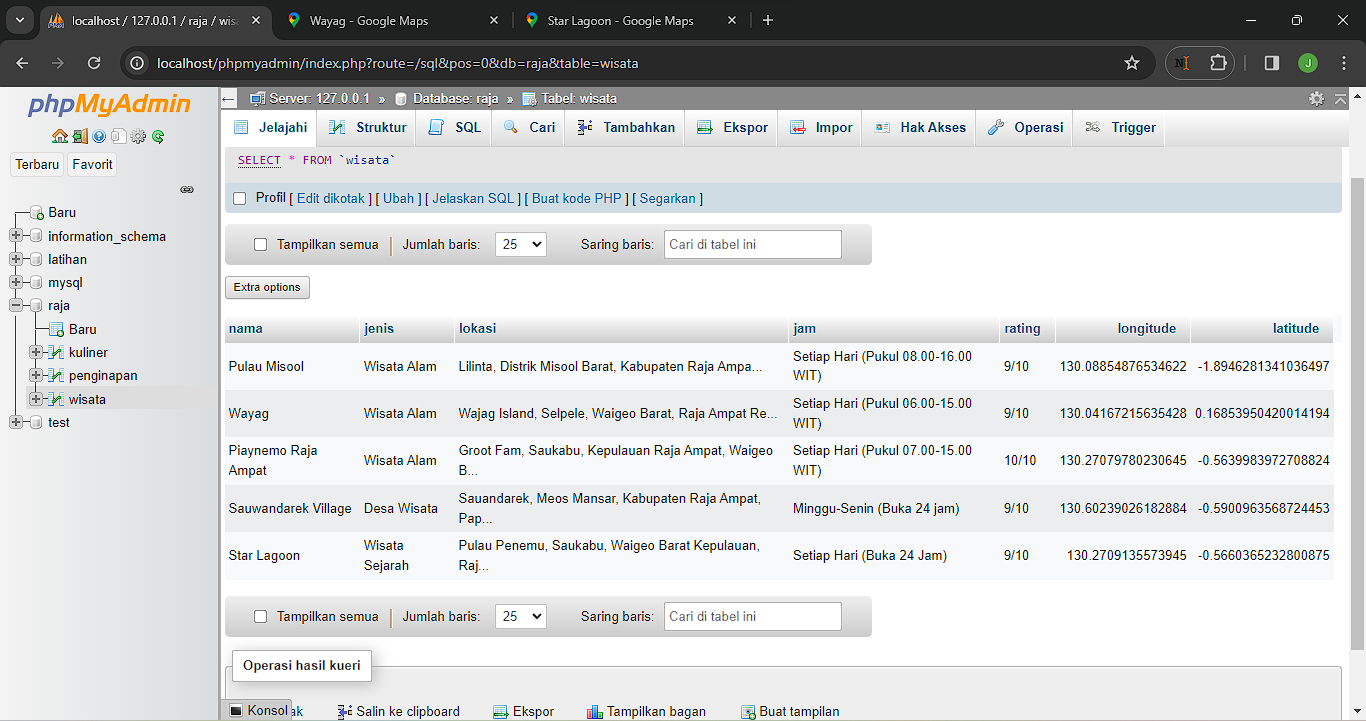 localhost / 127.0.0.1 / raja / wisa
Wayag - Google Maps
Star Lagoon - Google Maps
localhost/phpmyadmin/index.php?route=/sql&pos=0&db=raja&table=wisata
J
phpMyAdmin
Terbaru Favorit
Baru
information_schema
latihan
mysql
raja
Baru
kuliner
penginapan
wisata
test
Server: 127.0.0.1 » Database: raja » Tabel: wisata
Jelajahi Struktur SQL Cari Tambahkan Ekspor Impor Hak Akses Operasi Trigger
SELECT * FROM `wisata`
Profil [ Edit dikotak ] [ Ubah ] [ Jelaskan SQL ] [ Buat kode PHP ] [ Segarkan ]
Tampilkan semua | Jumlah baris: 25 Saring baris: Cari di tabel ini
Extra options
nama jenis lokasi jam rating longitude latitude
Pulau Misool Wisata Alam Lilinta, Distrik Misool Barat, Kabupaten Raja Ampa... Setiap Hari (Pukul 08.00-16.00 WIT) 9/10 130.08854876534622 -1.8946281341036497
Wayag Wisata Alam Wajag Island, Selpele, Waigeo Barat, Raja Ampat Re... Setiap Hari (Pukul 06.00-15.00 WIT) 9/10 130.04167215635428 0.16853950420014194
Piaynemo Raja Ampat Wisata Alam Groot Fam, Saukabu, Kepulauan Raja Ampat, Waigeo B... Setiap Hari (Pukul 07.00-15.00 WIT) 10/10 130.27079780230645 -0.5639983972708824
Sauwandarek Village Desa Wisata Sauandarek, Meos Mansar, Kabupaten Raja Ampat, Pap... Minggu-Senin (Buka 24 jam) 9/10 130.60239026182884 -0.5900963568724453
Star Lagoon Wisata Sejarah Pulau Penemu, Saukabu, Waigeo Barat Kepulauan, Raj... Setiap Hari (Buka 24 Jam) 9/10 130.2709135573945 -0.5660365232800875
Tampilkan semua | Jumlah baris: 25 Saring baris: Cari di tabel ini
Operasi hasil kueri
Konsol ak Salin ke clipboard Ekspor Tampilkan bagan Buat tampilan